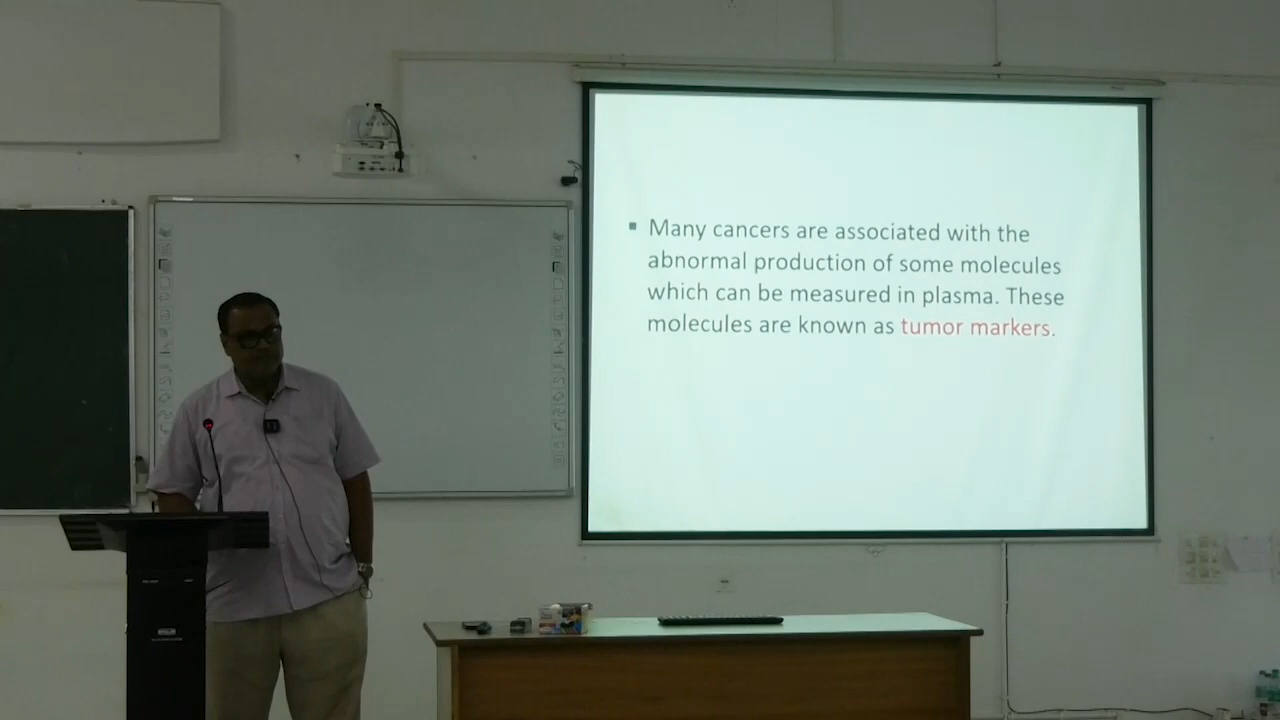 ▪ Many cancers are associated with the
abnormal production of some molecules
which can be measured in plasma. These
molecules are known as tumor markers.